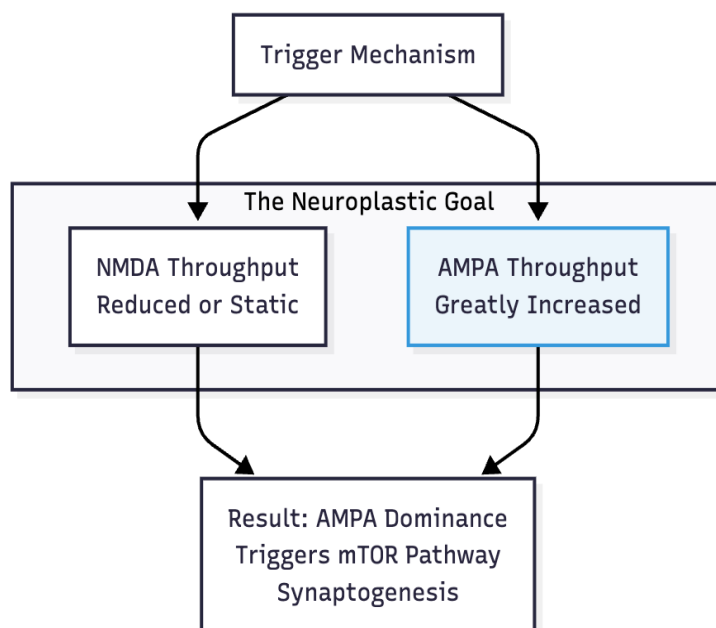 Trigger Mechanism
The Neuroplastic Goal
NMDA Throughput
Reduced or Static
AMPA Throughput
Greatly Increased
Result: AMPA Dominance
Triggers mTOR Pathway
Synaptogenesis